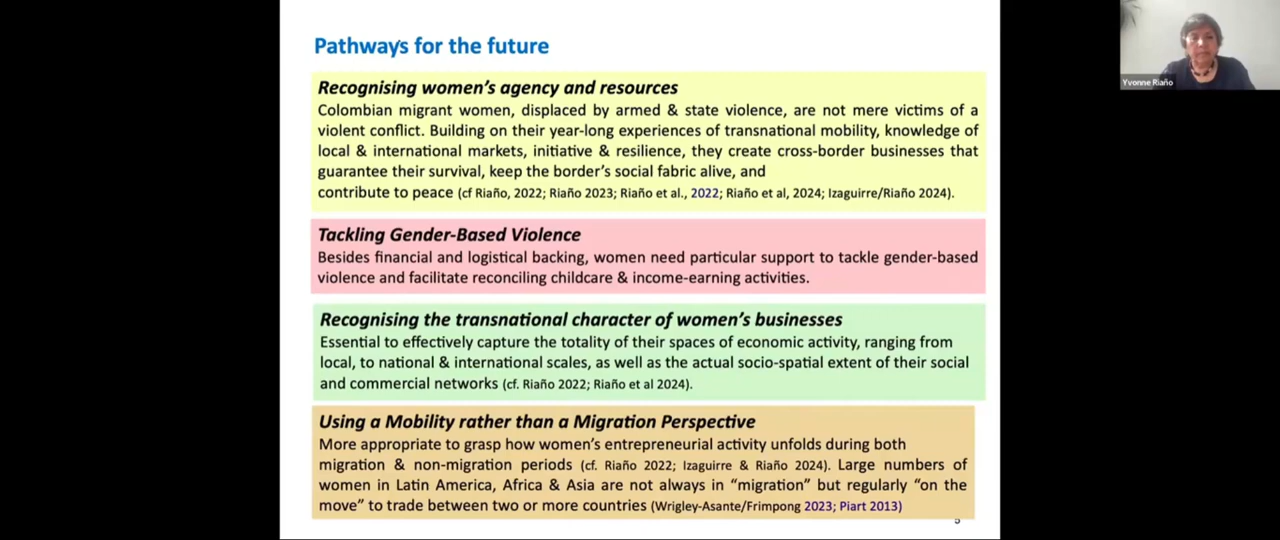 Pathways for the future
Yvonne Riaño
Recognising women's agency and resources
Colombian migrant women, displaced by armed & state violence, are not mere victims of a
violent conflict. Building on their year-long experiences of transnational mobility, knowledge of
local & international markets, initiative & resilience, they create cross-border businesses that
guarantee their survival, keep the border's social fabric alive, and
contribute to peace (cf Riaño, 2022; Riaño 2023; Riaño et al., 2022; Riaño et al, 2024; Izaguirre/Riaño 2024).
Tackling Gender-Based Violence
Besides financial and logistical backing, women need particular support to tackle gender-based
violence and facilitate reconciling childcare & income-earning activities.
Recognising the transnational character of women's businesses
Essential to effectively capture the totality of their spaces of economic activity, ranging from
local, to national & international scales, as well as the actual socio-spatial extent of their social
and commercial networks (cf. Riaño 2022; Riaño et al 2024).
Using a Mobility rather than a Migration Perspective
More appropriate to grasp how women's entrepreneurial activity unfolds during both
migration & non-migration periods (cf. Riaño 2022; Izaguirre & Riaño 2024). Large numbers of
women in Latin America, Africa & Asia are not always in "migration" but regularly "on the
move" to trade between two or more countries (Wrigley-Asante/Frimpong 2023; Piart 2013)